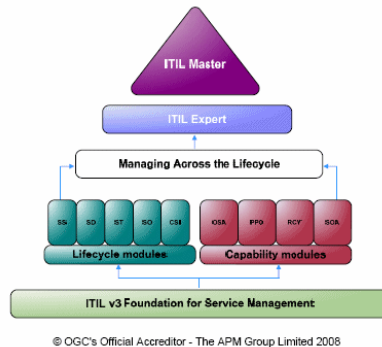 ITIL Master
ITIL Expert
Managing Across the Lifecycle
SS SD ST SO CSI OSA PPO RCV SOA
Lifecycle modules Capability modules
ITIL v3 Foundation for Service Management
© OGC's Official Accreditor - The APM Group Limited 2008